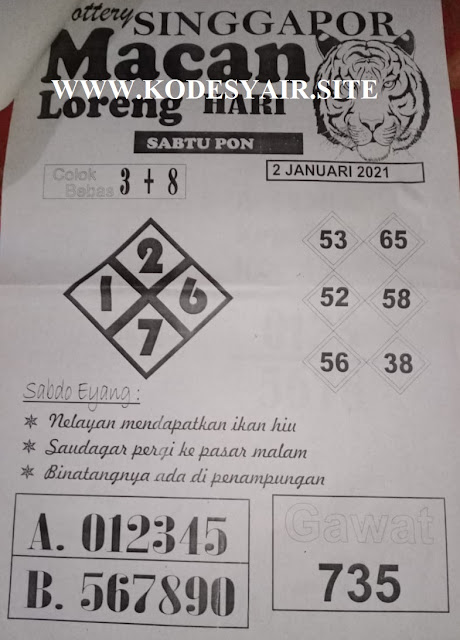 ottery SINGGAPOR
Macan
WWW.KODESYAIR.SITE
Loreng HARI
SABTU PON
Colok Bebas 3 + 8
2 JANUARI 2021
2
1 6
7
53 65
52 58
56 38
Sabdo Eyang :
✳ Nelayan mendapatkan ikan hiu
✳ Saudagar pergi ke pasar malam
✳ Binatangnya ada di penampungan
A. 012345
B. 567890
Gawat
735